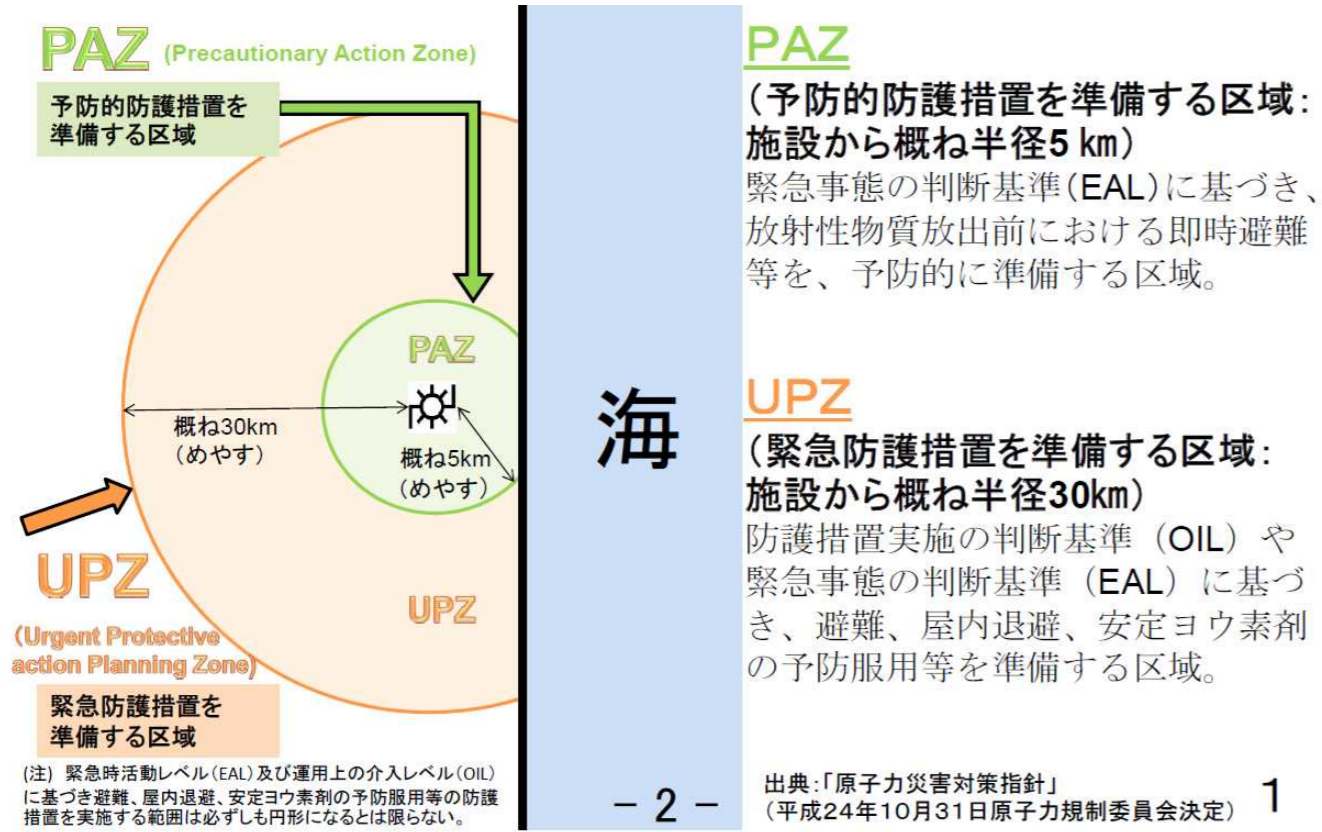 PAZ (Precautionary Action Zone)
予防的防護措置を
準備する区域
PAZ
概ね30km
(めやす)
概ね5km
(めやす)
UPZ
(Urgent Protective
action Planning Zone)
UPZ
緊急防護措置を
準備する区域
(注) 緊急時活動レベル(EAL)及び運用上の介入レベル(OIL)
に基づき避難、屋内退避、安定ヨウ素剤の予防服用等の防護
措置を実施する範囲は必ずしも円形になるとは限らない。
海
PAZ
(予防的防護措置を準備する区域:
施設から概ね半径5 ㎞)
緊急事態の判断基準(EAL)に基づき、
放射性物質放出前における即時避難
等を、予防的に準備する区域。
UPZ
(緊急防護措置を準備する区域:
施設から概ね半径30㎞)
防護措置実施の判断基準(OIL)や
緊急事態の判断基準(EAL)に基づ
き、避難、屋内退避、安定ヨウ素剤
の予防服用等を準備する区域。
出典:「原子力災害対策指針」
(平成24年10月31日原子力規制委員会決定)
1
- 2 -